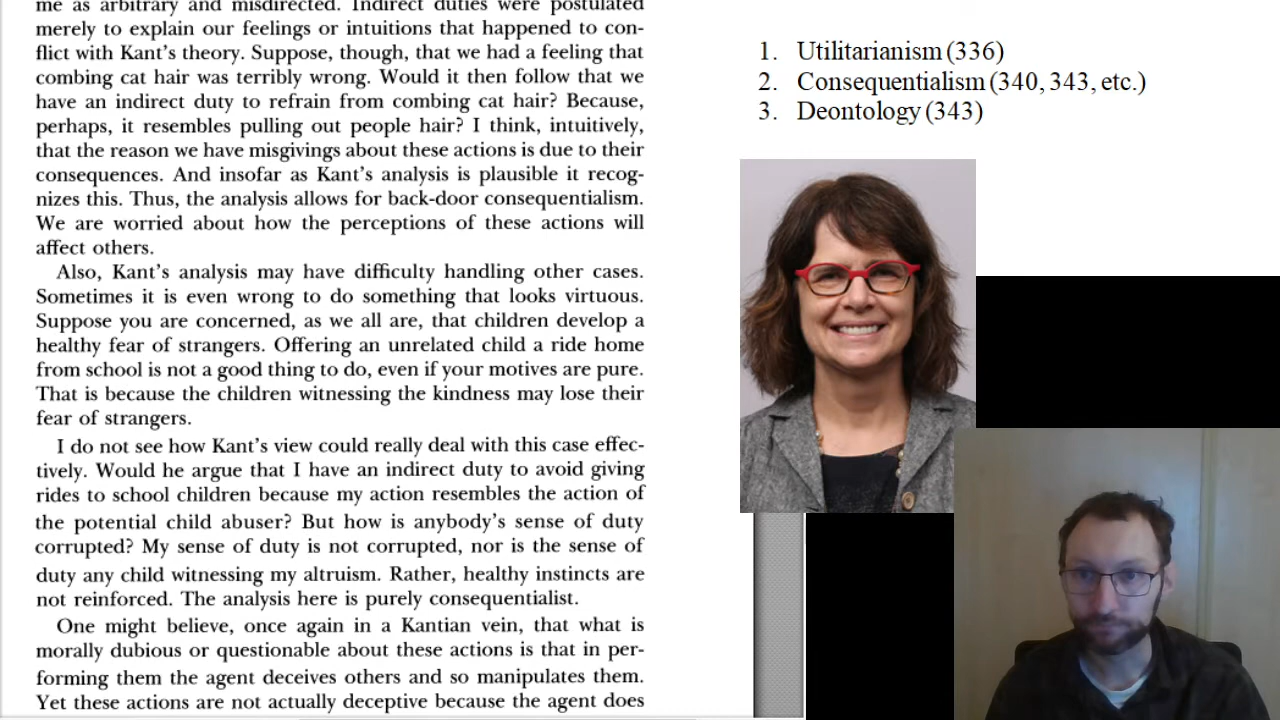 me as arbitrary and misdirected. Indirect duties were postulated
merely to explain our feelings or intuitions that happened to con-
flict with Kant's theory. Suppose, though, that we had a feeling that
combing cat hair was terribly wrong. Would it then follow that we
have an indirect duty to refrain from combing cat hair? Because,
perhaps, it resembles pulling out people hair? I think, intuitively,
that the reason we have misgivings about these actions is due to their
consequences. And insofar as Kant's analysis is plausible it recog-
nizes this. Thus, the analysis allows for back-door consequentialism.
We are worried about how the perceptions of these actions will
affect others.
Also, Kant's analysis may have difficulty handling other cases.
Sometimes it is even wrong to do something that looks virtuous.
Suppose you are concerned, as we all are, that children develop a
healthy fear of strangers. Offering an unrelated child a ride home
from school is not a good thing to do, even if your motives are pure.
That is because the children witnessing the kindness may lose their
fear of strangers.
I do not see how Kant's view could really deal with this case effec-
tively. Would he argue that I have an indirect duty to avoid giving
rides to school children because my action resembles the action of
the potential child abuser? But how is anybody's sense of duty
corrupted? My sense of duty is not corrupted, nor is the sense of
duty any child witnessing my altruism. Rather, healthy instincts are
not reinforced. The analysis here is purely consequentialist.
One might believe, once again in a Kantian vein, that what is
morally dubious or questionable about these actions is that in per-
forming them the agent deceives others and so manipulates them.
Yet these actions are not actually deceptive because the agent does
1. Utilitarianism (336)
2. Consequentialism (340, 343, etc.)
3. Deontology (343)